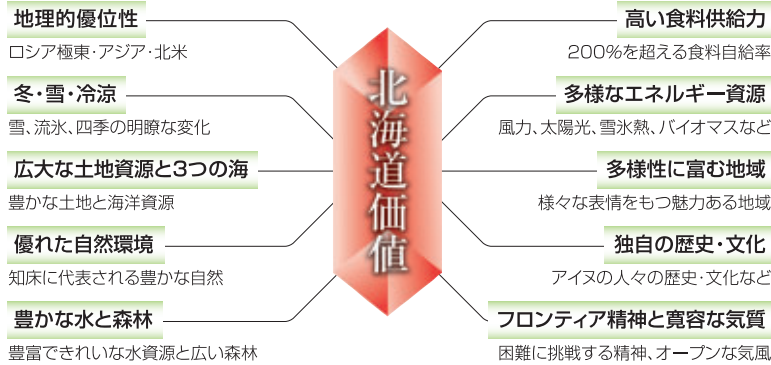 地理的優位性
ロシア極東・アジア・北米
冬・雪・冷涼
雪、流氷、四季の明瞭な変化
広大な土地資源と3つの海
豊かな土地と海洋資源
優れた自然環境
知床に代表される豊かな自然
豊かな水と森林
豊富できれいな水資源と広い森林
北海道価値
高い食料供給力
200%を超える食料自給率
多様なエネルギー資源
風力、太陽光、雪氷熱、バイオマスなど
多様性に富む地域
様々な表情をもつ魅力ある地域
独自の歴史・文化
アイヌの人々の歴史・文化など
フロンティア精神と寛容な気質
困難に挑戦する精神、オープンな気風